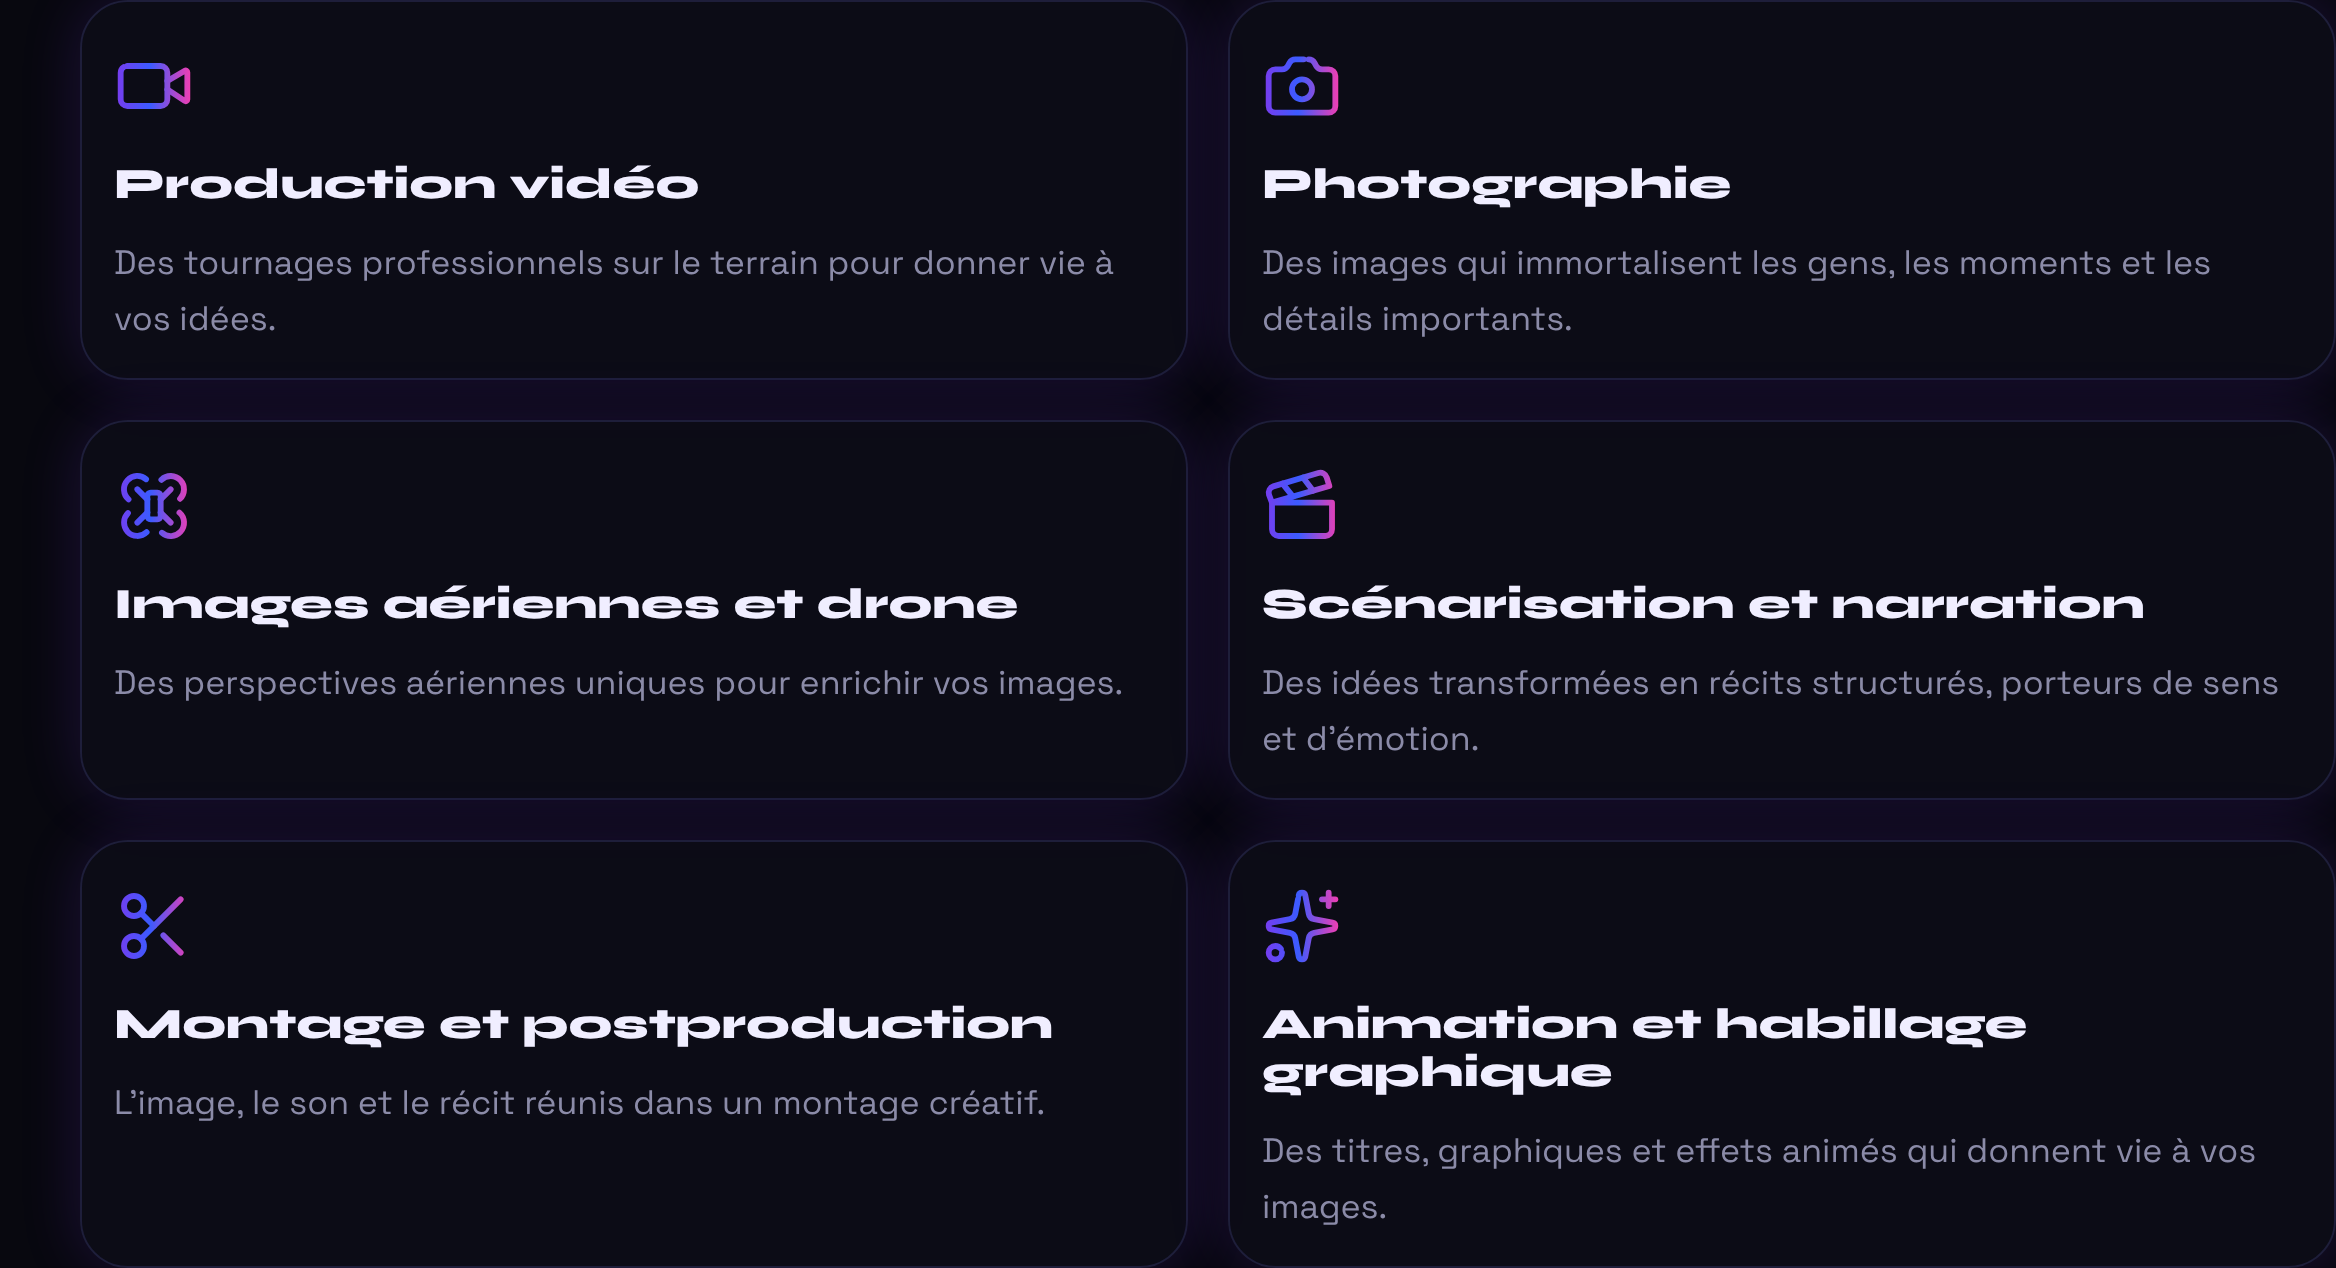 Production vidéo
Des tournages professionnels sur le terrain pour donner vie à
vos idées.
Photographie
Des images qui immortalisent les gens, les moments et les
détails importants.
Images aériennes et drone
Des perspectives aériennes uniques pour enrichir vos images.
Scénarisation et narration
Des idées transformées en récits structurés, porteurs de sens
et d’émotion.
Montage et postproduction
L’image, le son et le récit réunis dans un montage créatif.
Animation et habillage
graphique
Des titres, graphiques et effets animés qui donnent vie à vos
images.